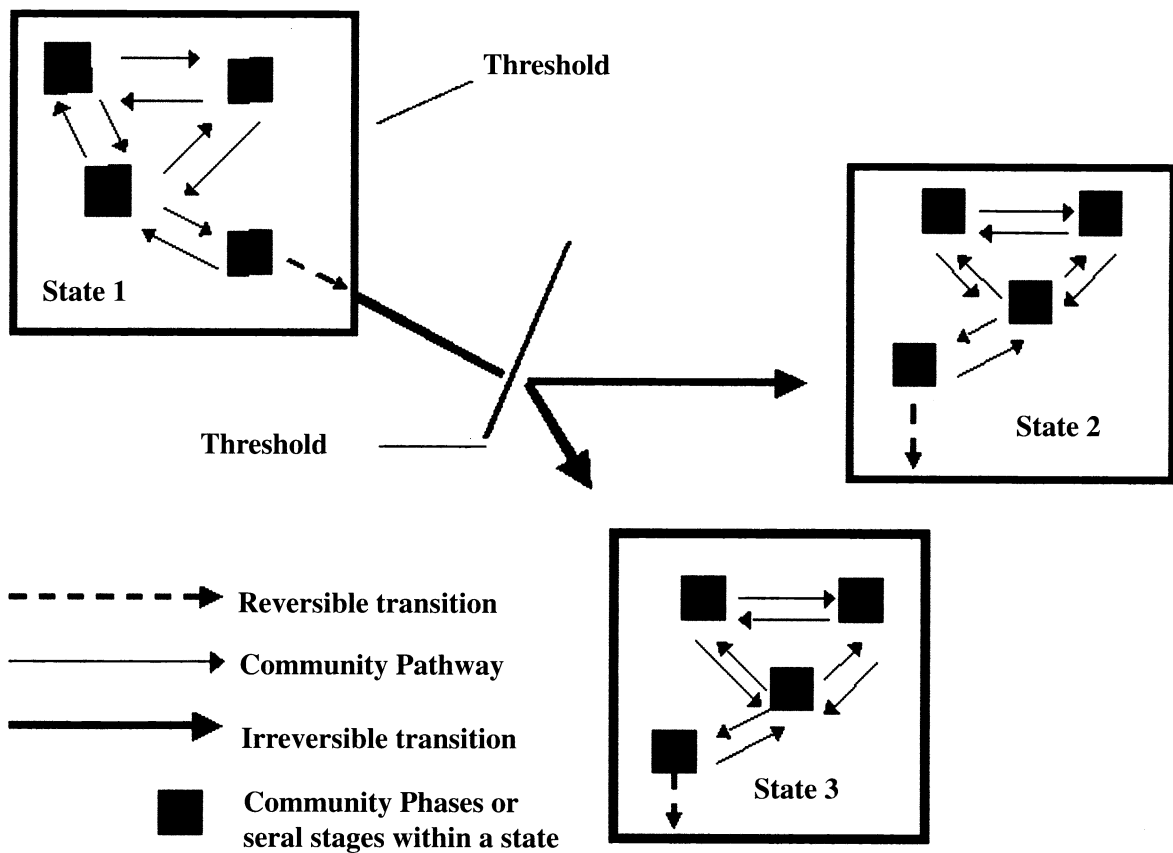 Threshold
State 1
State 2
Threshold
Reversible transition
Community Pathway
Irreversible transition
Community Phases or
seral stages within a state
State 3